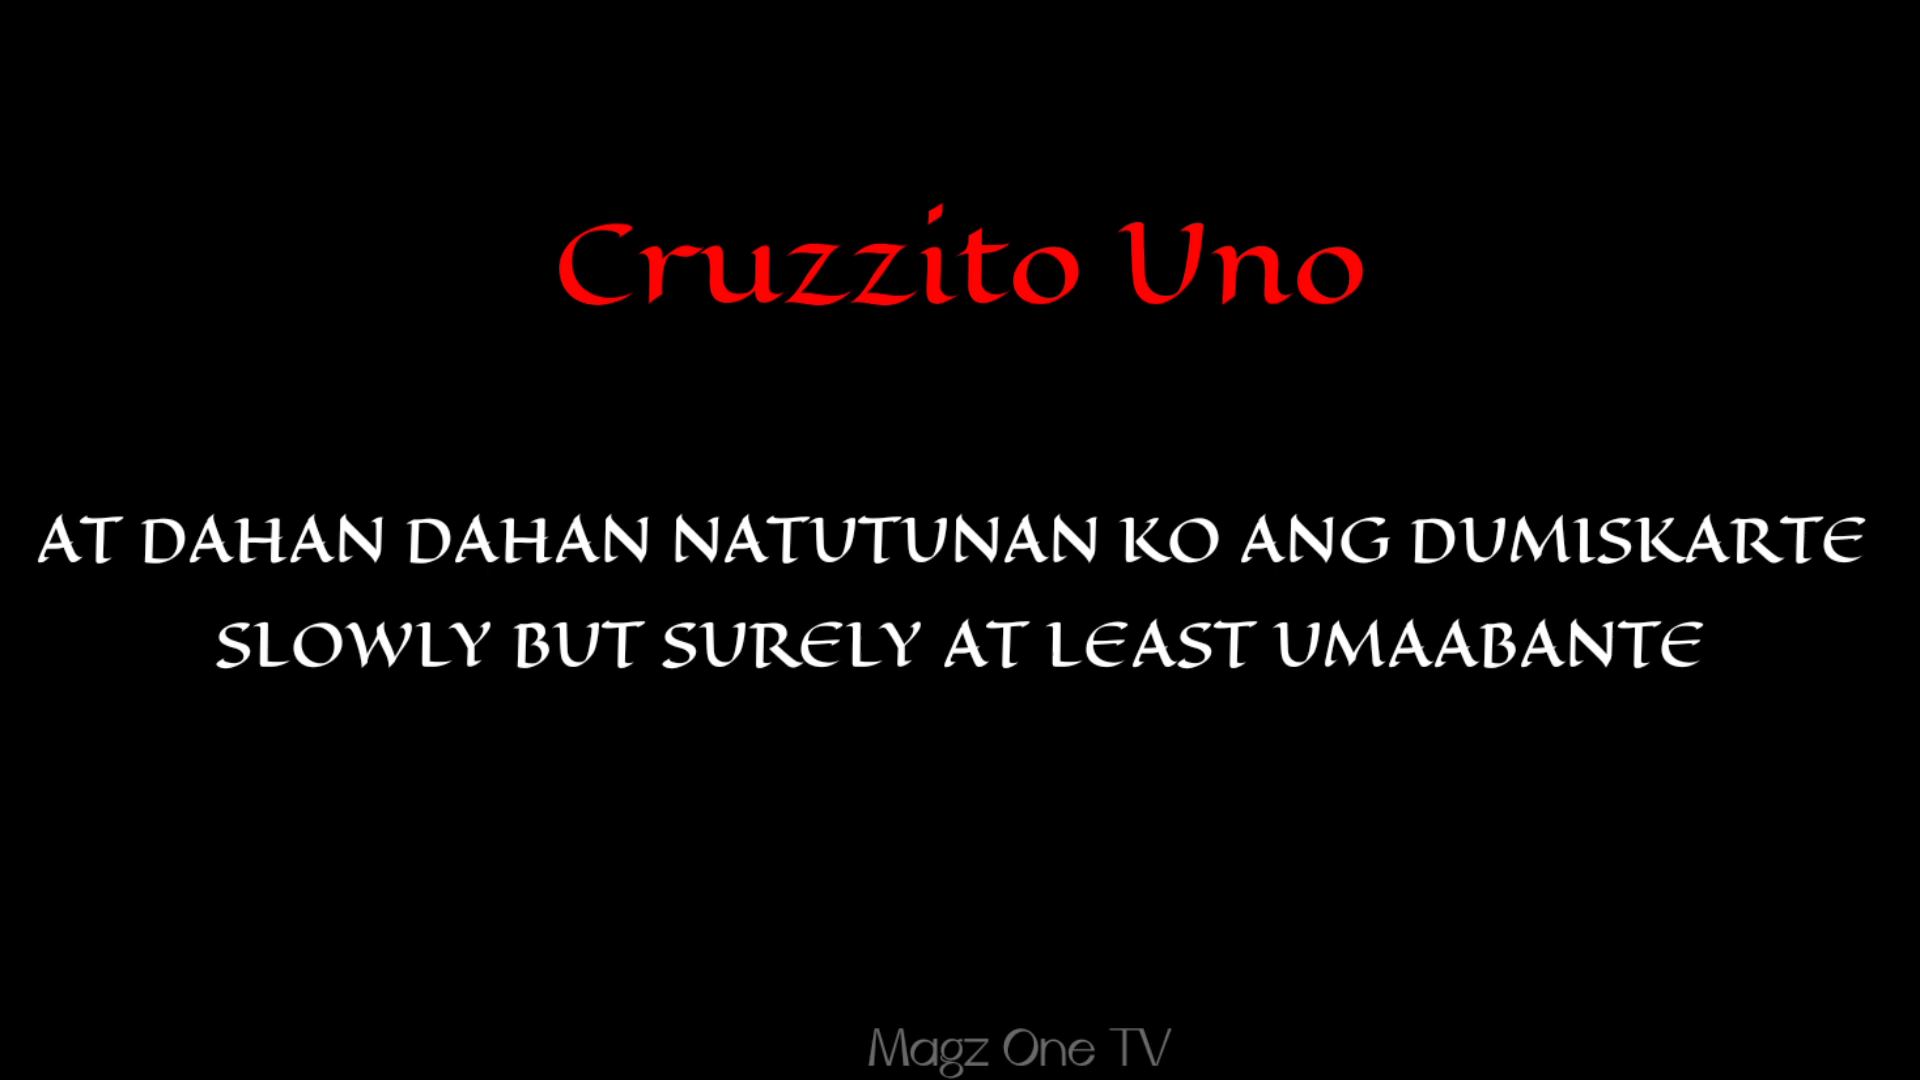 Cruzzito Uno
AT DAHAN DAHAN NATUTUNAN KO ANG DUMISKARTE
SLOWLY BUT SURELY AT LEAST UMAABANTE
Magz One TV